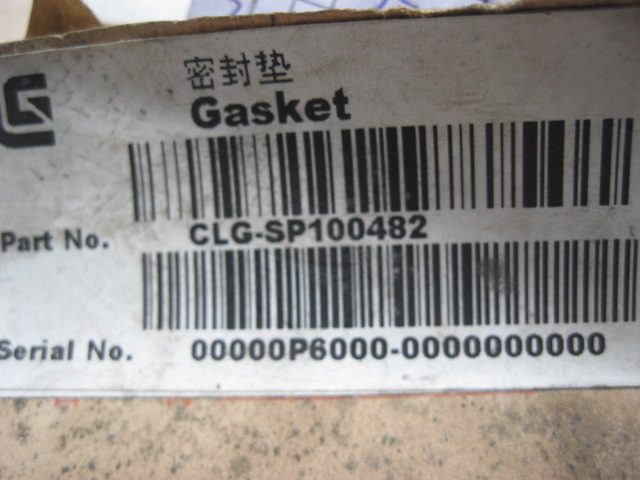 密封垫
Gasket
Part No. CLG-SP100482
Serial No. 00000P6000-0000000000